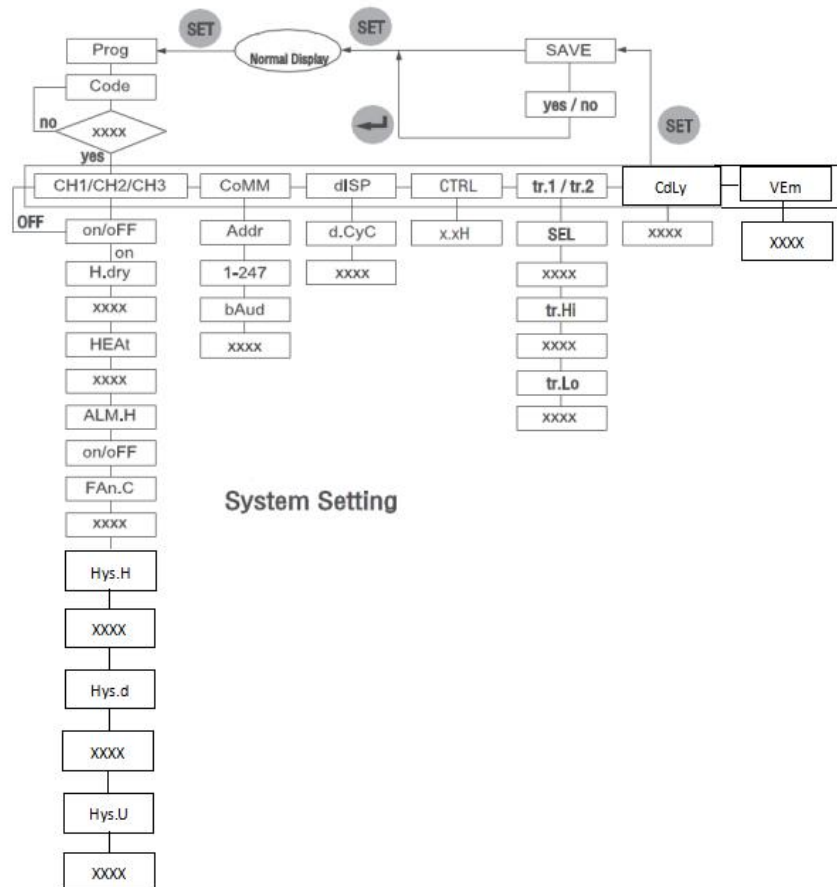 SET
SET
Prog
Normal Display
SAVE
Code
yes / no
no
xxxx
SET
yes
CH1/CH2/CH3
CoMM
dISP
CTRL
tr.1 / tr.2
CdLy
VEm
OFF
on/oFF
Addr
d.CyC
x.xH
SEL
xxxx
XXXX
on
H.dry
1-247
xxxx
xxxx
xxxx
bAud
tr.Hi
HEAt
xxxx
xxxx
xxxx
tr.Lo
ALM.H
xxxx
on/oFF
FAn.C
System Setting
xxxx
Hys.H
XXXX
Hys.d
XXXX
Hys.U
XXXX